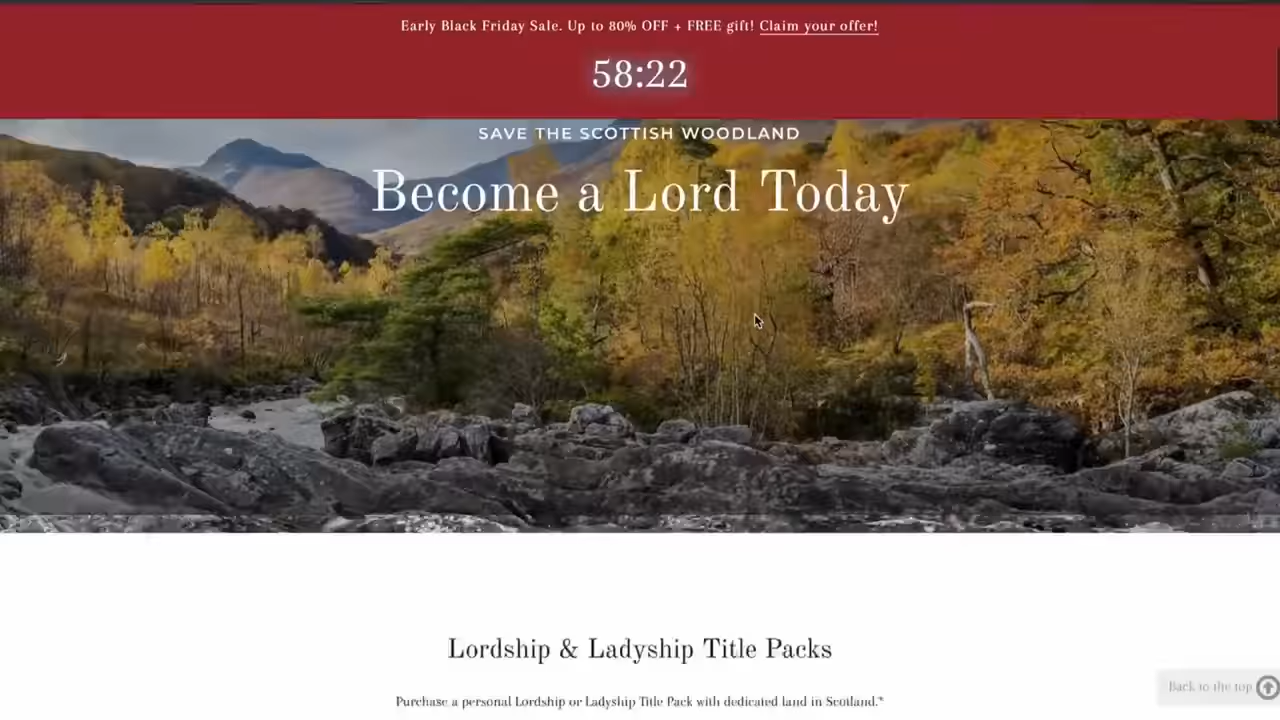 Early Black Friday Sale. Up to 80% OFF + FREE gift! Claim your offer!
58:22
SAVE THE SCOTTISH WOODLAND
Become a Lord Today
Lordship & Ladyship Title Packs
Purchase a personal Lordship or Ladyship Title Pack with dedicated land in Scotland.*
Back to the top